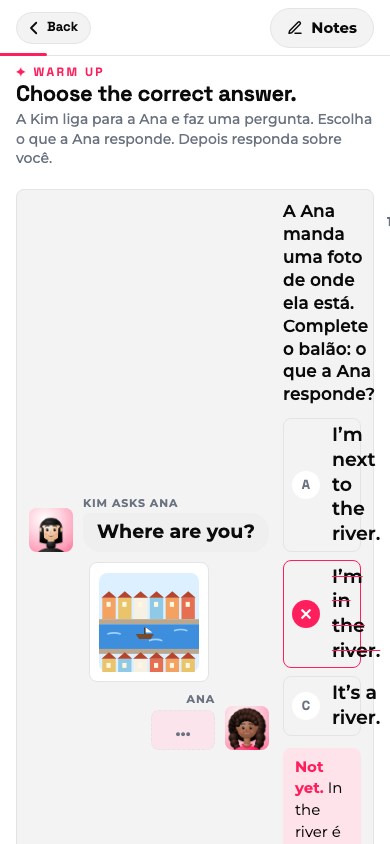 Back
Notes
✦ WARM UP
Choose the correct answer.
A Kim liga para a Ana e faz uma pergunta. Escolha
o que a Ana responde. Depois responda sobre
você.
A Ana
manda
uma foto
de onde
ela está.
Complete
o balão: o
que a Ana
responde?
KIM ASKS ANA
Where are you?
ANA
...
A
I’m
next
to
the
river.
I’m
in
the
river.
C
It’s a
river.
Not
yet. In
the
river é